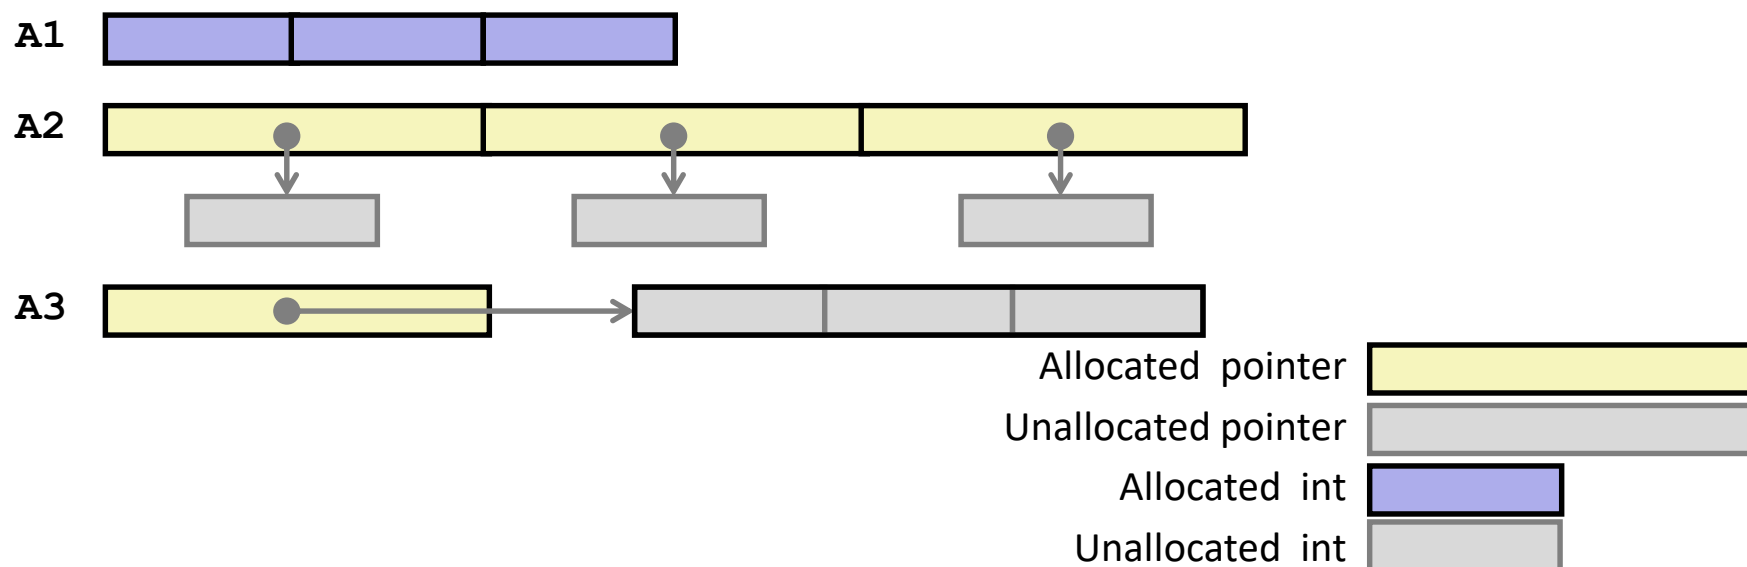 A1
A2
A3
Allocated pointer
Unallocated pointer
Allocated int
Unallocated int